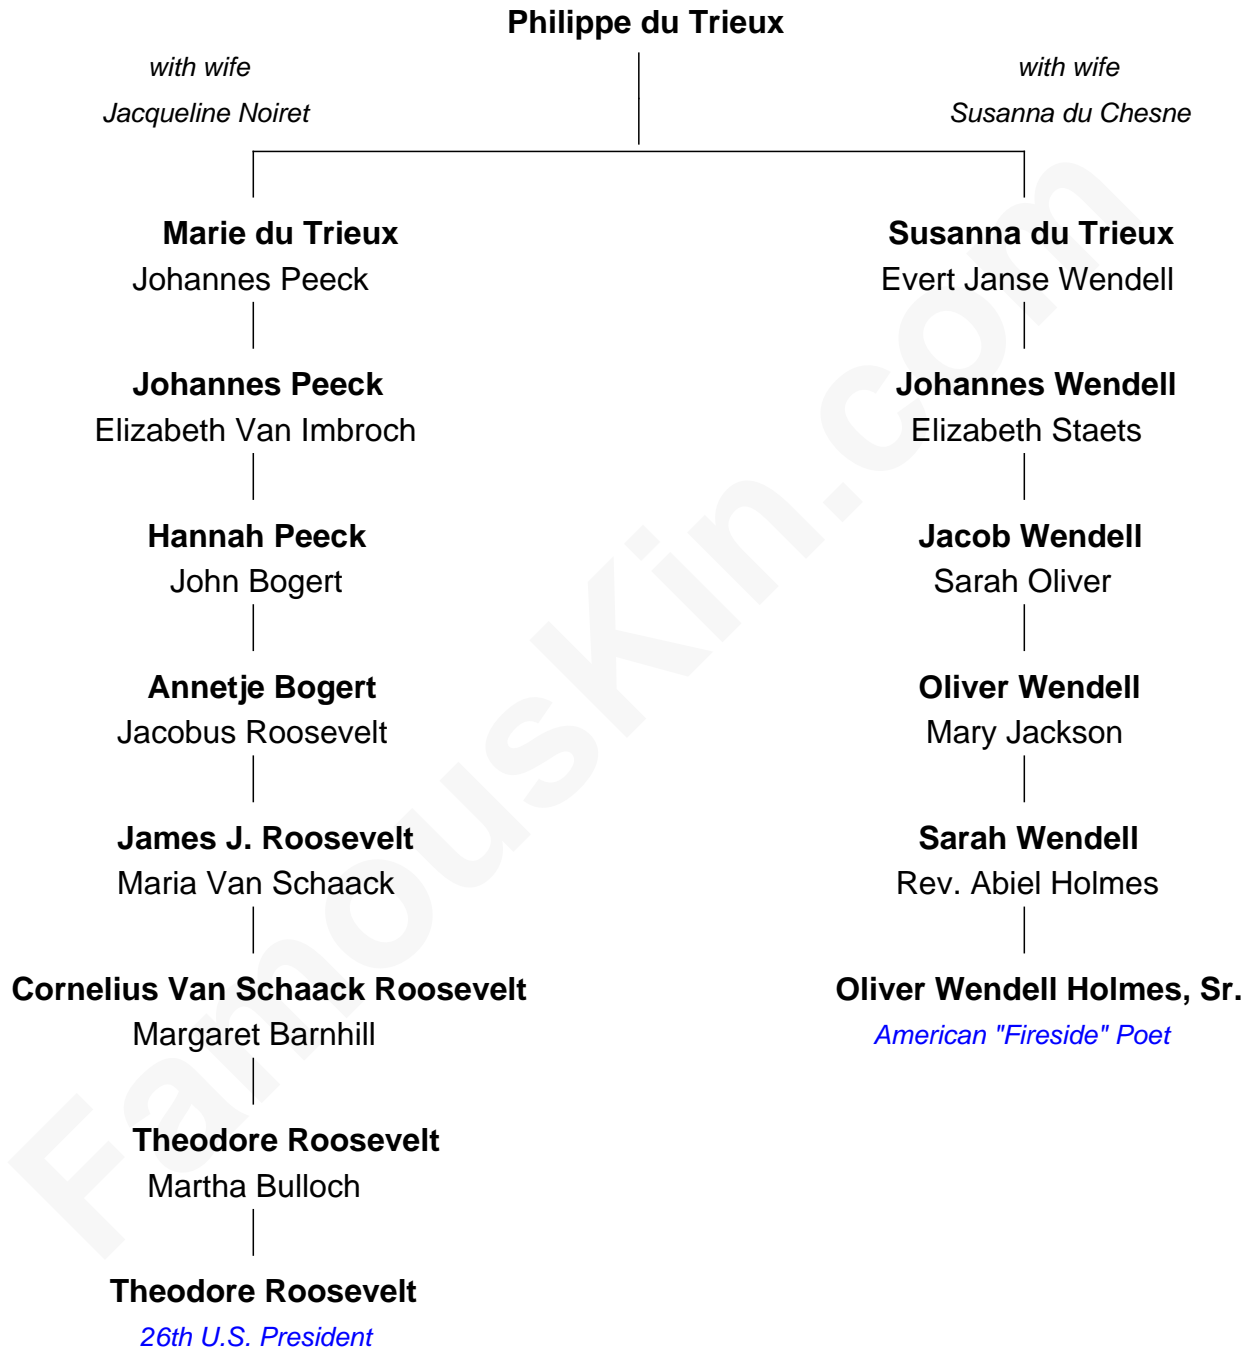 Philippe du Trieux
with wife
Jacqueline Noiret
with wife
Susanna du Chesne
Marie du Trieux
Johannes Peeck
Susanna du Trieux
Evert Janse Wendell
Johannes Peeck
Elizabeth Van Imbroch
Johannes Wendell
Elizabeth Staets
Hannah Peeck
John Bogert
Jacob Wendell
Sarah Oliver
Annetje Bogert
Jacobus Roosevelt
Oliver Wendell
Mary Jackson
James J. Roosevelt
Maria Van Schaack
Sarah Wendell
Rev. Abiel Holmes
Cornelius Van Schaack Roosevelt
Margaret Barnhill
Oliver Wendell Holmes, Sr.
American "Fireside" Poet
Theodore Roosevelt
Martha Bulloch
Theodore Roosevelt
26th U.S. President
FamousKin.com